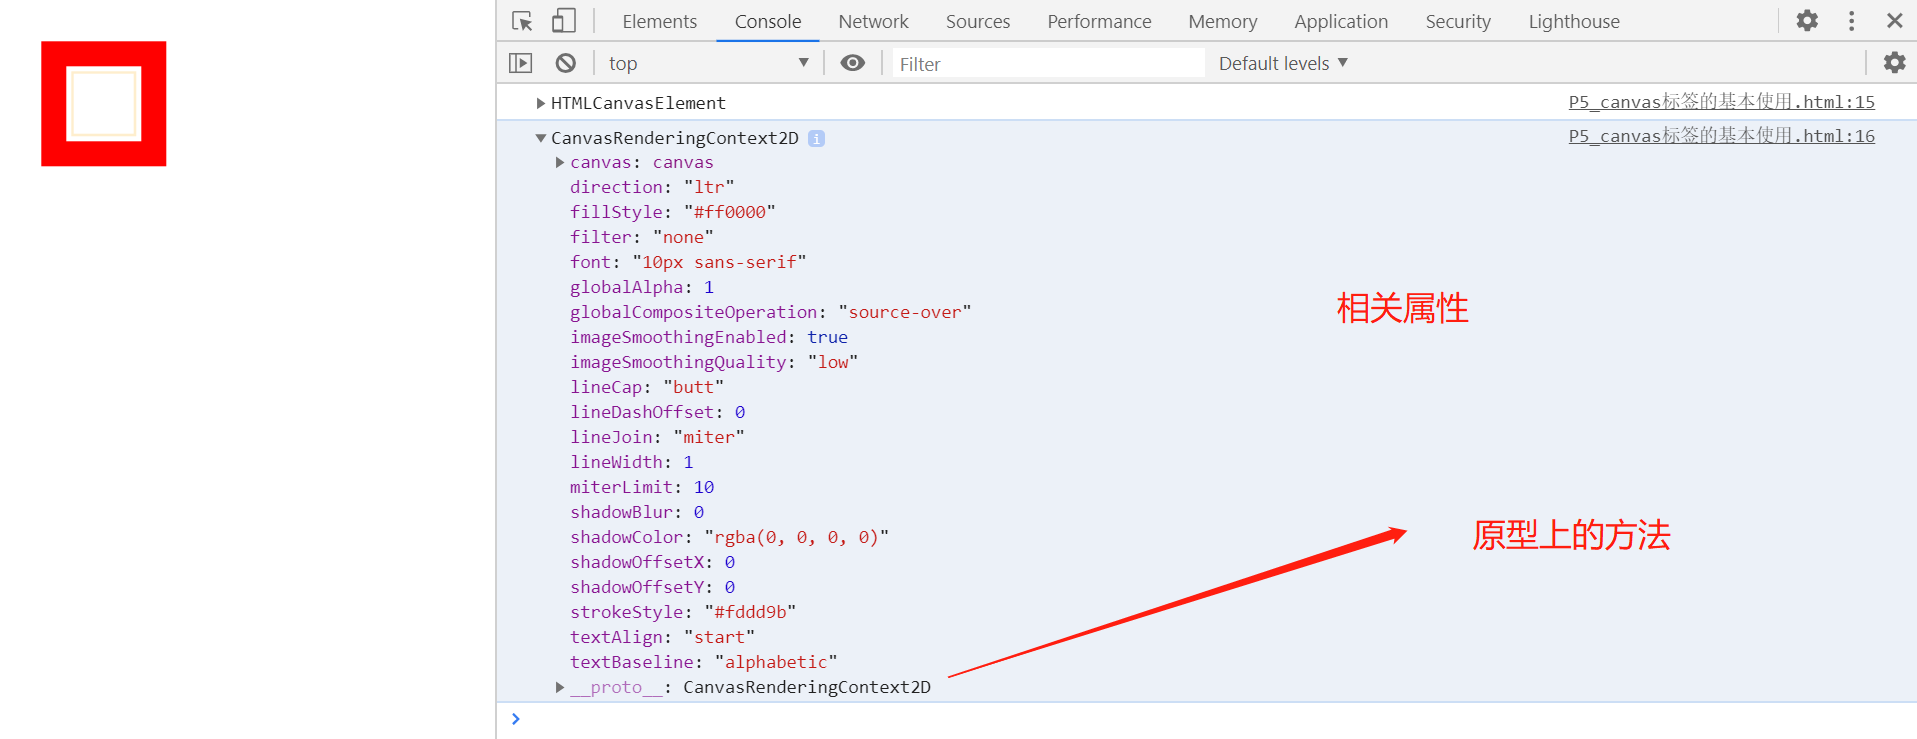 Elements Console Network Sources Performance Memory Application Security Lighthouse
top Filter Default levels
HTMLCanvasElement P5_canvas标签的基本使用.html:15
CanvasRenderingContext2D i P5_canvas标签的基本使用.html:16
canvas: canvas
direction: "ltr"
fillStyle: "#ff0000"
filter: "none"
font: "10px sans-serif"
globalAlpha: 1
globalCompositeOperation: "source-over"
相关属性
imageSmoothingEnabled: true
imageSmoothingQuality: "low"
lineCap: "butt"
lineDashOffset: 0
lineJoin: "miter"
lineWidth: 1
miterLimit: 10
shadowBlur: 0
shadowColor: "rgba(0, 0, 0, 0)"
原型上的方法
shadowOffsetX: 0
shadowOffsetY: 0
strokeStyle: "#fddd9b"
textAlign: "start"
textBaseline: "alphabetic"
__proto__: CanvasRenderingContext2D